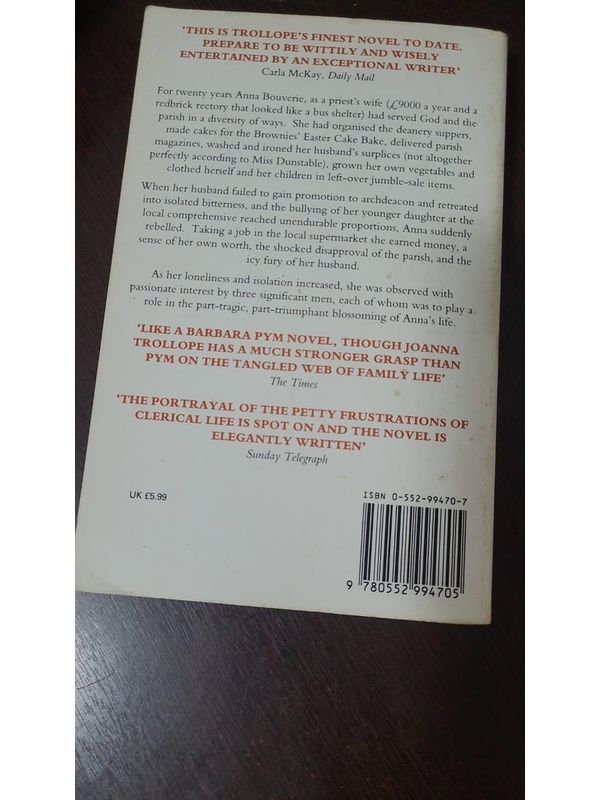 ‘THIS IS TROLLOPE’S FINEST NOVEL TO DATE.
PREPARE TO BE WITTILY AND WISELY
ENTERTAINED BY AN EXCEPTIONAL WRITER’
Carla McKay, Daily Mail
For twenty years Anna Bouverie, as a priest’s wife (£9000 a year and a
redbrick rectory that looked like a bus shelter) had served God and the
parish in a diversity of ways. She had organised the deanery suppers,
made cakes for the Brownies’ Easter Cake Bake, delivered parish
magazines, washed and ironed her husband’s surplices (not altogether
perfectly according to Miss Dunstable), grown her own vegetables and
clothed herself and her children in left-over jumble-sale items.
When her husband failed to gain promotion to archdeacon and retreated
into isolated bitterness, and the bullying of her younger daughter at the
local comprehensive reached unendurable proportions, Anna suddenly
rebelled. Taking a job in the local supermarket she earned money, a
sense of her own worth, the shocked disapproval of the parish, and the
icy fury of her husband.
As her loneliness and isolation increased, she was observed with
passionate interest by three significant men, each of whom was to play a
role in the part-tragic, part-triumphant blossoming of Anna’s life.
‘LIKE A BARBARA PYM NOVEL, THOUGH JOANNA
TROLLOPE HAS A MUCH STRONGER GRASP THAN
PYM ON THE TANGLED WEB OF FAMILY LIFE’
The Times
‘THE PORTRAYAL OF THE PETTY FRUSTRATIONS OF
CLERICAL LIFE IS SPOT ON AND THE NOVEL IS
ELEGANTLY WRITTEN’
Sunday Telegraph
UK £5.99
ISBN 0-552-99470-7
9 780552 994705